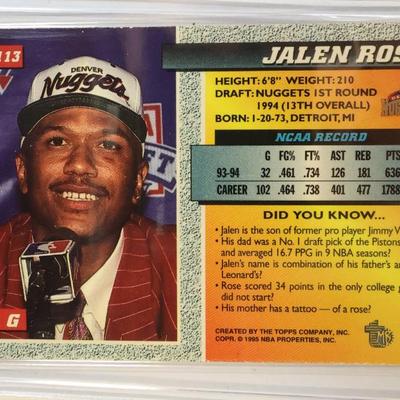 113
JALEN ROS
HEIGHT: 6'8" WEIGHT: 210
DRAFT: NUGGETS 1ST ROUND
1994 (13TH OVERALL)
BORN: 1-20-73, DETROIT, MI
NCAA RECORD
G FG% FT% AST REB PTS
93-94 32 .461 .734 126 181 636
CAREER 102 .464 .738 401 477 1788
DID YOU KNOW...
• Jalen is the son of former pro player Jimmy W
• His dad was a No. 1 draft pick of the Pistons
and averaged 16.7 PPG in 9 NBA seasons?
• Jalen's name is combination of his father's a
Leonard's?
• Rose scored 34 points in the only college g
did not start?
• His mother has a tattoo – of a rose?
CREATED BY THE TOPPS COMPANY, INC.
COPR. © 1995 NBA PROPERTIES, INC.
DENVER
Nuggets
G